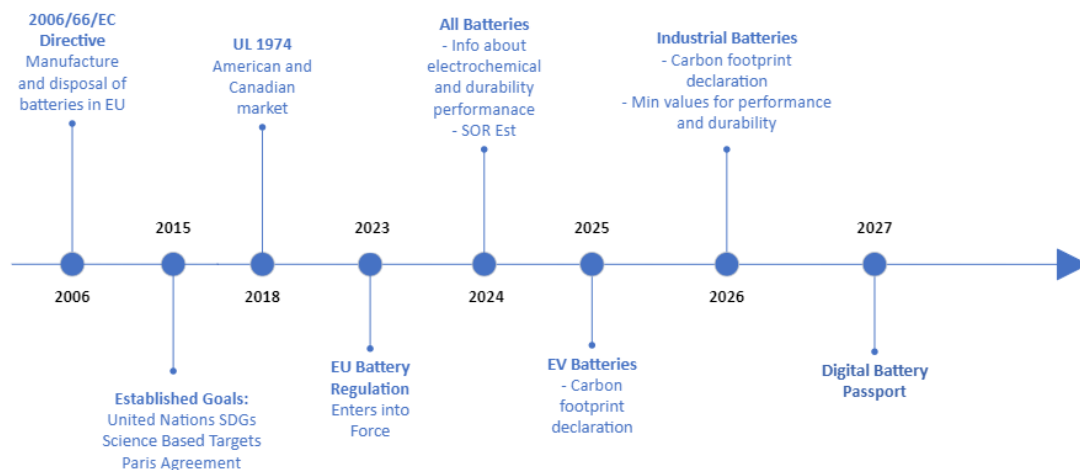 2006/66/EC
Directive
Manufacture
and disposal of
batteries in EU
UL 1974
American and
Canadian
market
All Batteries
- Info about
electrochemical
and durability
performanace
- SOR Est
Industrial Batteries
- Carbon footprint
declaration
- Min values for performance
and durability
2015
2023
2025
2027
2006
2018
2024
2026
Established Goals:
United Nations SDGs
Science Based Targets
Paris Agreement
EU Battery
Regulation
Enters into
Force
EV Batteries
- Carbon
footprint
declaration
Digital Battery
Passport